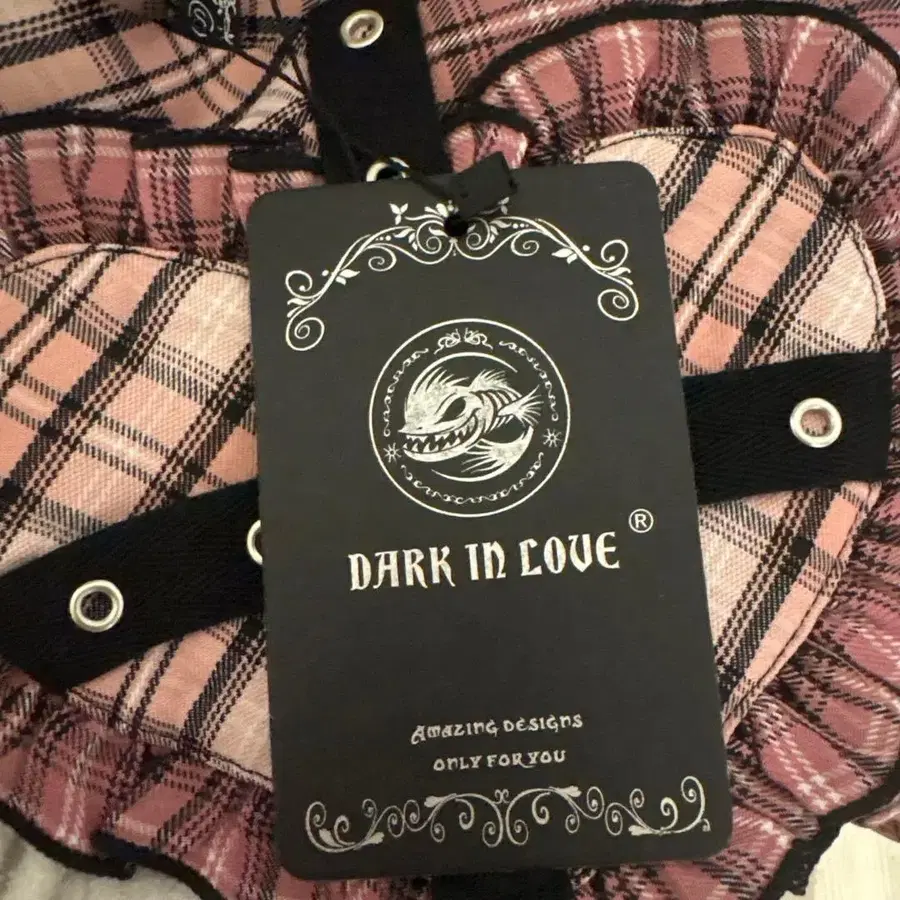 DARK IN LOVE ®
AMAZING DESIGNS
ONLY FOR YOU